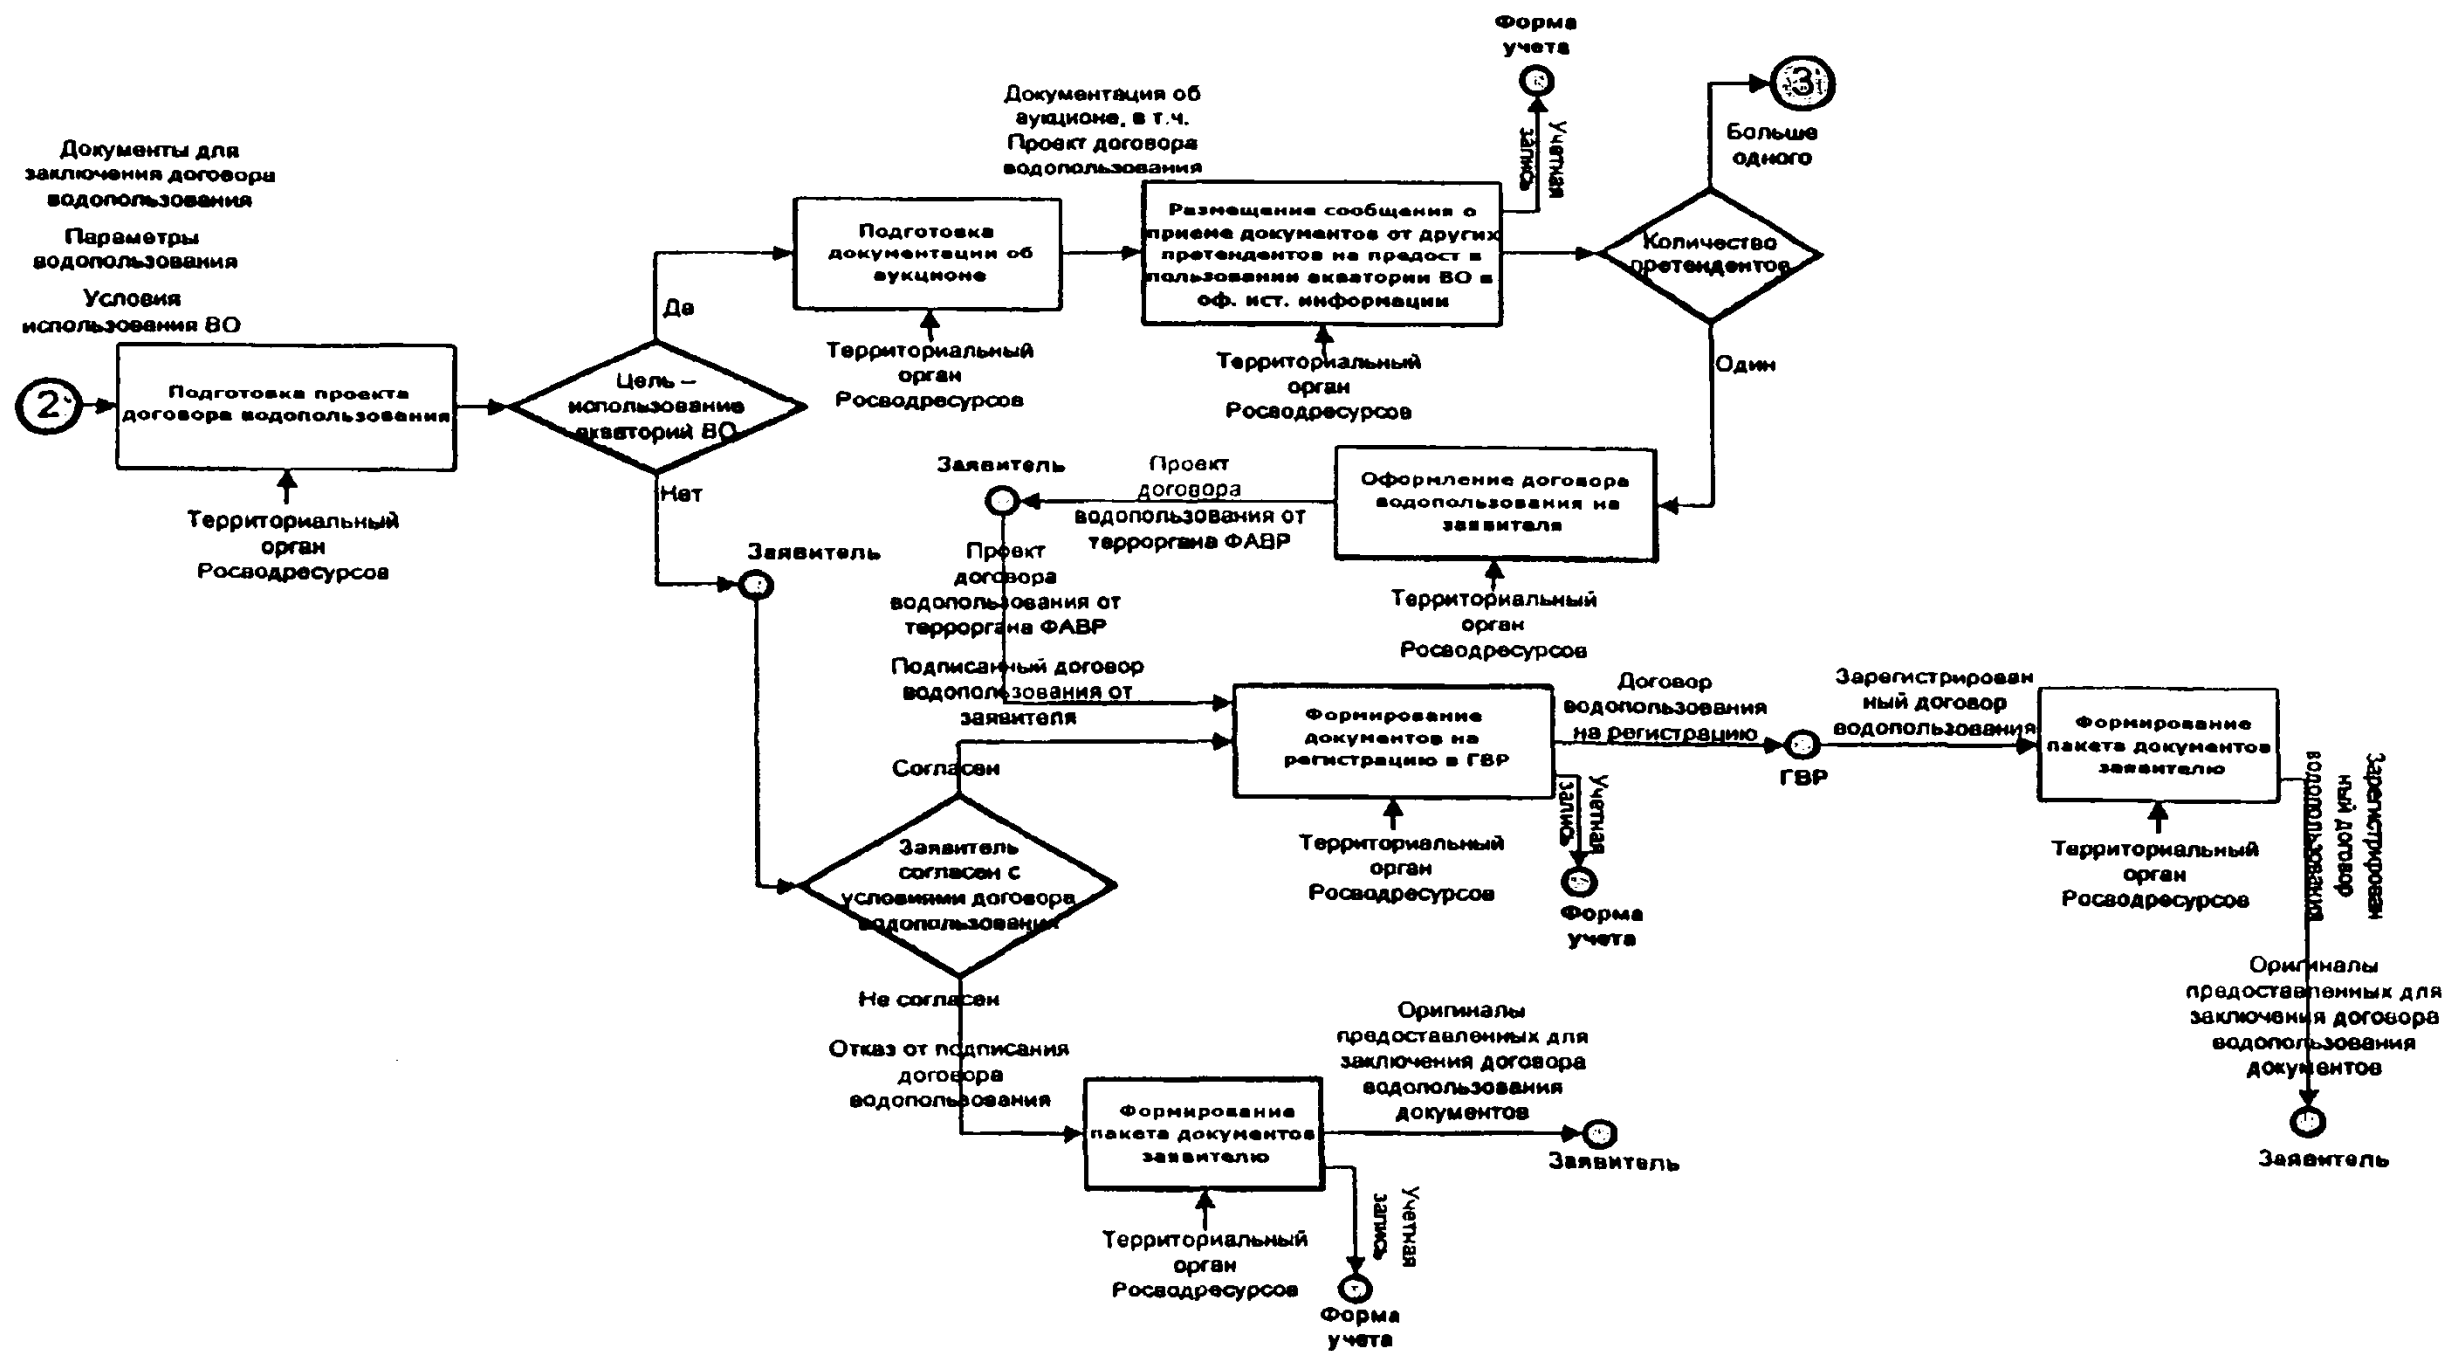 Форма
учета
3
Документация об
аукционе, в т.ч.
Проект договора
водопользования
Учетная
запись
Больше
одного
Документы для
заключения договора
водопользования
Параметры
водопользования
Условия
использования ВО
Подготовка
документации об
аукционе
Размещение сообщения о
приеме документов от других
претендентов на предост в
пользовании акватории ВО в
оф. ист. информации
Количество
претендентов
Да
Территориальный
орган
Росводресурсов
Территориальный
орган
Росводресурсов
Один
2
Подготовка проекта
договора водопользования
Цель –
использование
акваторий ВО
Нет
Территориальный
орган
Росводресурсов
Заявитель
Проект
договора
водопользования от
терроргана ФАВР
Оформление договора
водопользования на
заявителя
Территориальный
орган
Росводресурсов
Заявитель
Проект
договора
водопользования от
терроргана ФАВР
Подписанный договор
водопользования от
заявителя
Формирование
документов на
регистрацию в ГВР
Договор
водопользования
на регистрацию
ГВР
Зарегистрирован
ный договор
водопользования
Формирование
пакета документов
заявителю
Согласен
Учетная
запись
Форма
учета
Территориальный
орган
Росводресурсов
Территориальный
орган
Росводресурсов
Зарегистрирован
ный договор
водопользования
Заявитель
согласен с
условиями договора
водопользования
Не согласен
Отказ от подписания
договора
водопользования
Формирование
пакета документов
заявителю
Оригиналы
предоставленных для
заключения договора
водопользования
документов
Заявитель
Оригиналы
предоставленных для
заключения договора
водопользования
документов
Заявитель
Территориальный
орган
Росводресурсов
Учетная
запись
Форма
учета